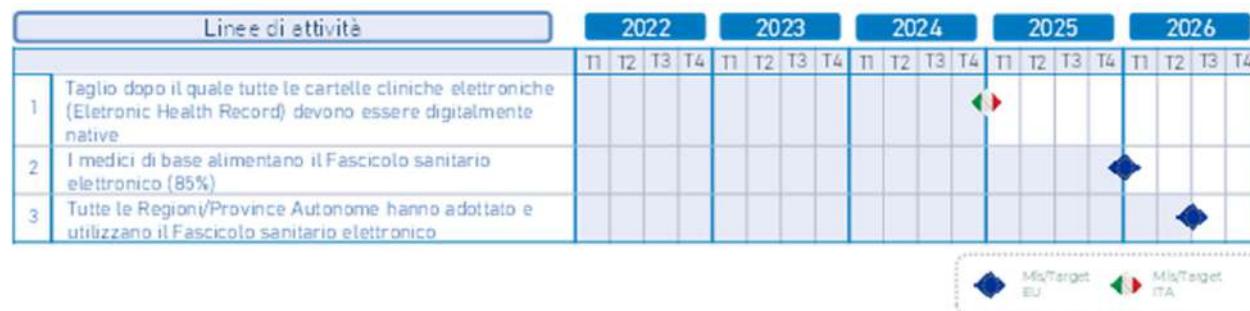 Linee di attività 2022 2023 2024 2025 2026
T1 T2 T3 T4 T1 T2 T3 T4 T1 T2 T3 T4 T1 T2 T3 T4 T1 T2 T3 T4
1
Taglio dopo il quale tutte le cartelle cliniche elettroniche
(Eletronic Health Record) devono essere digitalmente
native
2
I medici di base alimentano il Fascicolo sanitario
elettronico (85%)
3
Tutte le Regioni/Province Autonome hanno adottato e
utilizzano il Fascicolo sanitario elettronico
Mls/Target
EU
Mls/Target
ITA